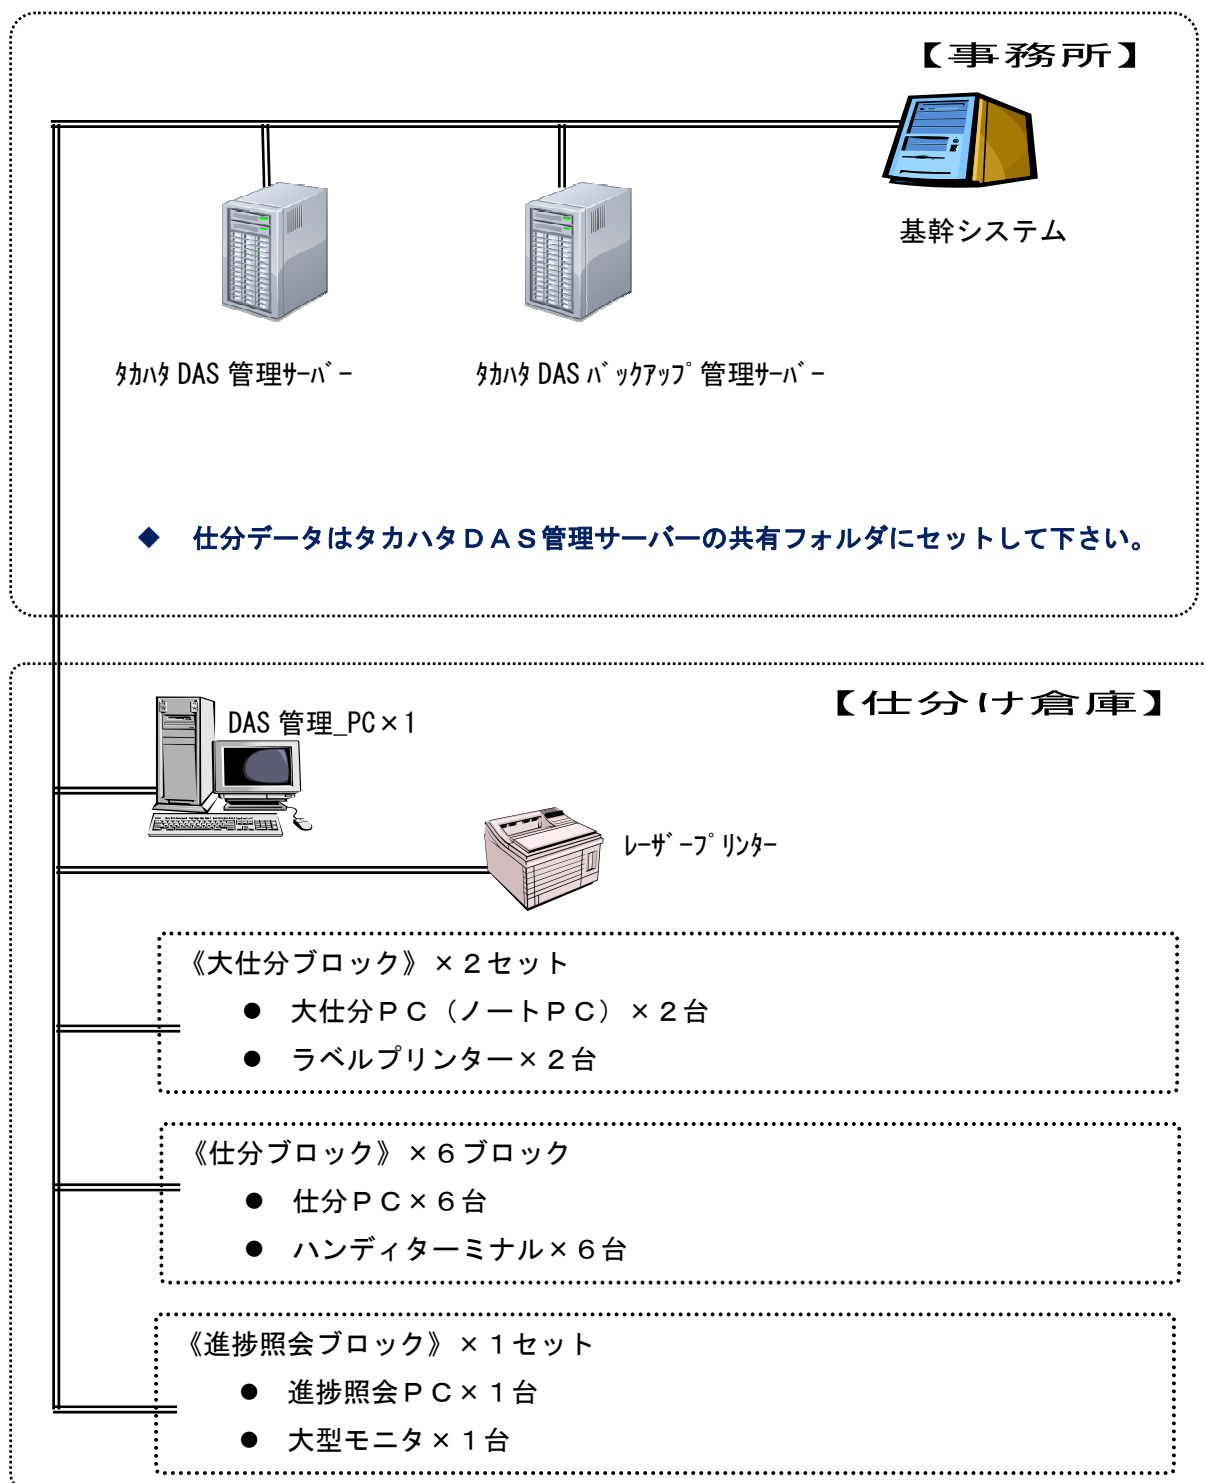 【事務所】
基幹システム
ﾀｶﾊﾀ DAS 管理ｻｰﾊﾞｰ
ﾀｶﾊﾀ DAS ﾊﾞｯｸｱｯﾌﾟ管理ｻｰﾊﾞｰ
◆ 仕分データはタカハタＤＡＳ管理サーバーの共有フォルダにセットして下さい。
【仕分け倉庫】
DAS 管理_PC×1
ﾚｰｻﾞｰﾌﾟﾘﾝﾀｰ
《大仕分ブロック》×２セット
● 大仕分ＰＣ（ノートＰＣ）×２台
● ラベルプリンター×２台
《仕分ブロック》×６ブロック
● 仕分ＰＣ×６台
● ハンディターミナル×６台
《進捗照会ブロック》×１セット
● 進捗照会ＰＣ×１台
● 大型モニタ×１台